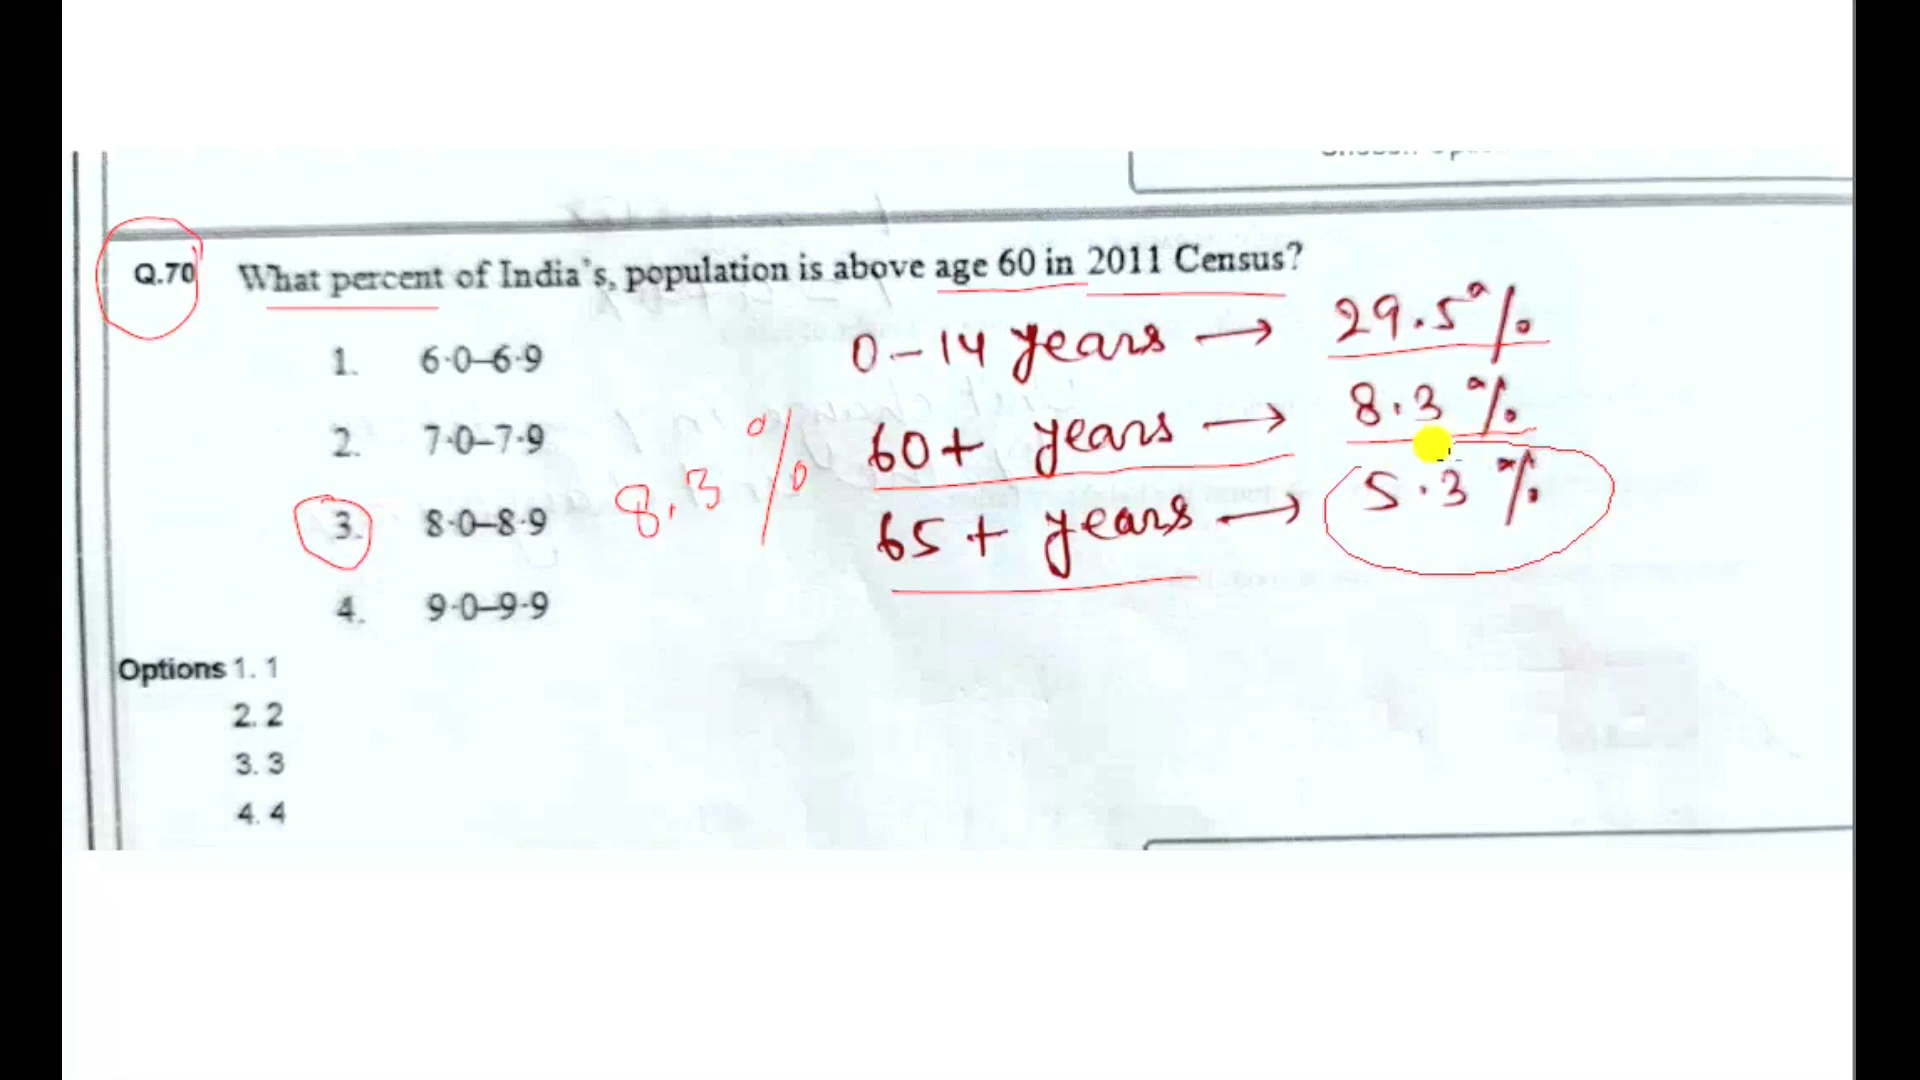 Q.70 What percent of India's, population is above age 60 in 2011 Census?
0-14 years → 29.5%
1. 6·0–6·9
60+ years → 8.3%
2. 7·0–7·9
65+ years → 5.3%
3. 8·0–8·9 8.3%
4. 9·0–9·9
Options 1. 1
2. 2
3. 3
4. 4